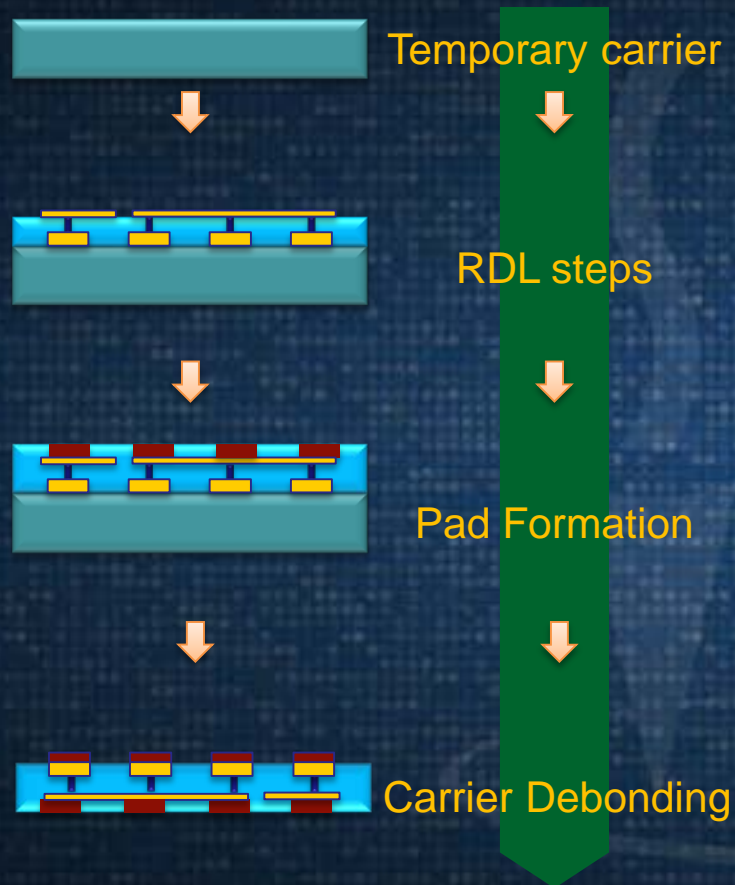 Temporary carrier
RDL steps
Pad Formation
Carrier Debonding